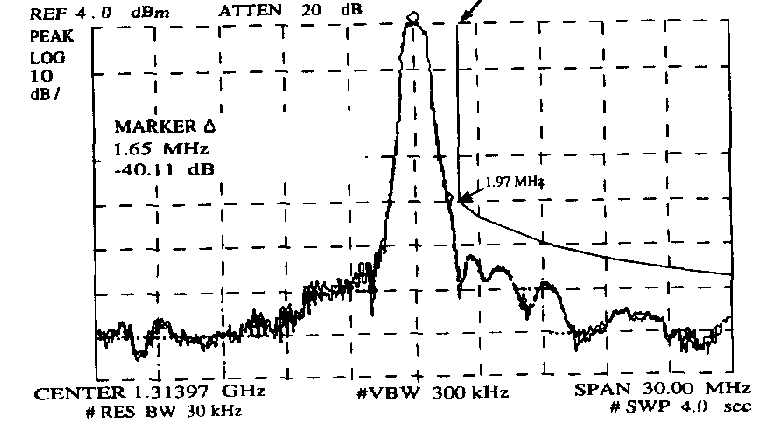 REF 4.0 dBm ATTEN 20 dB
PEAK
LOG
10
dB/
MARKER Δ
1.65 MHz
-40.11 dB
1.97 MHz
CENTER 1.31397 GHz #VBW 300 kHz SPAN 30.00 MHz
#RES BW 30 kHz #SWP 4.0 sec